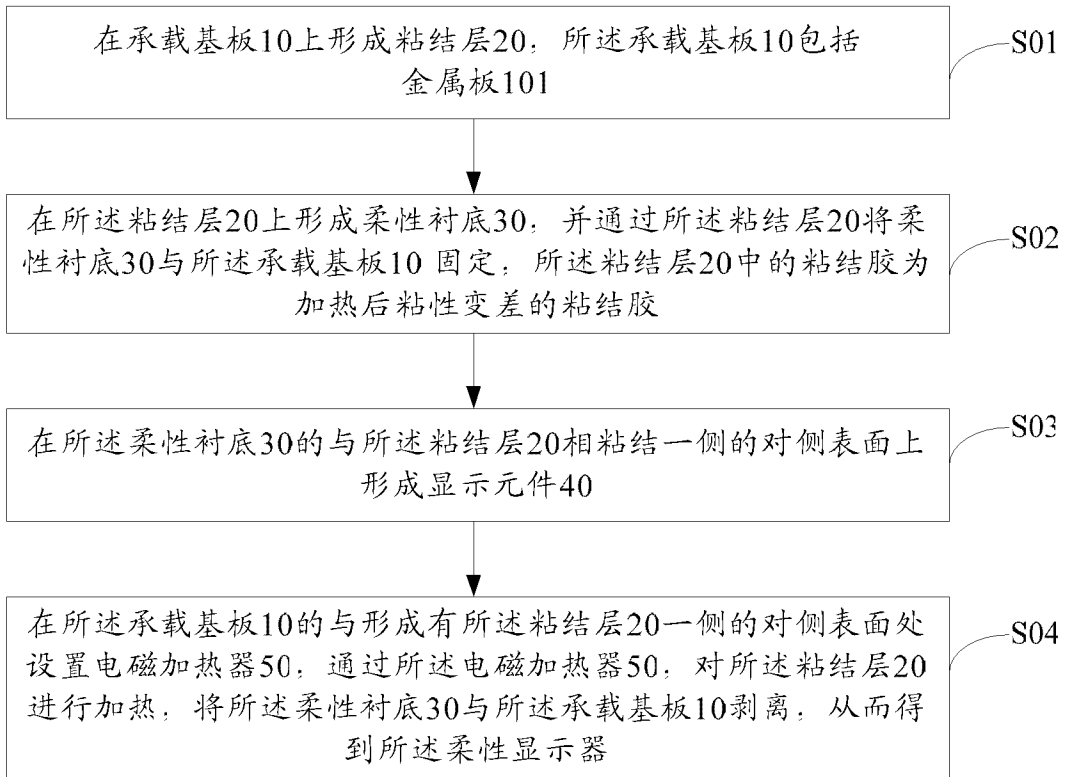 在承载基板10上形成粘结层20，所述承载基板10包括
金属板101
S01
在所述粘结层20上形成柔性衬底30，并通过所述粘结层20将柔
性衬底30与所述承载基板10 固定，所述粘结层20中的粘结胶为
加热后粘性变差的粘结胶
S02
在所述柔性衬底30的与所述粘结层20相粘结一侧的对侧表面上
形成显示元件40
S03
在所述承载基板10的与形成有所述粘结层20一侧的对侧表面处
设置电磁加热器50，通过所述电磁加热器50，对所述粘结层20
进行加热，将所述柔性衬底30与所述承载基板10剥离，从而得
到所述柔性显示器
S04